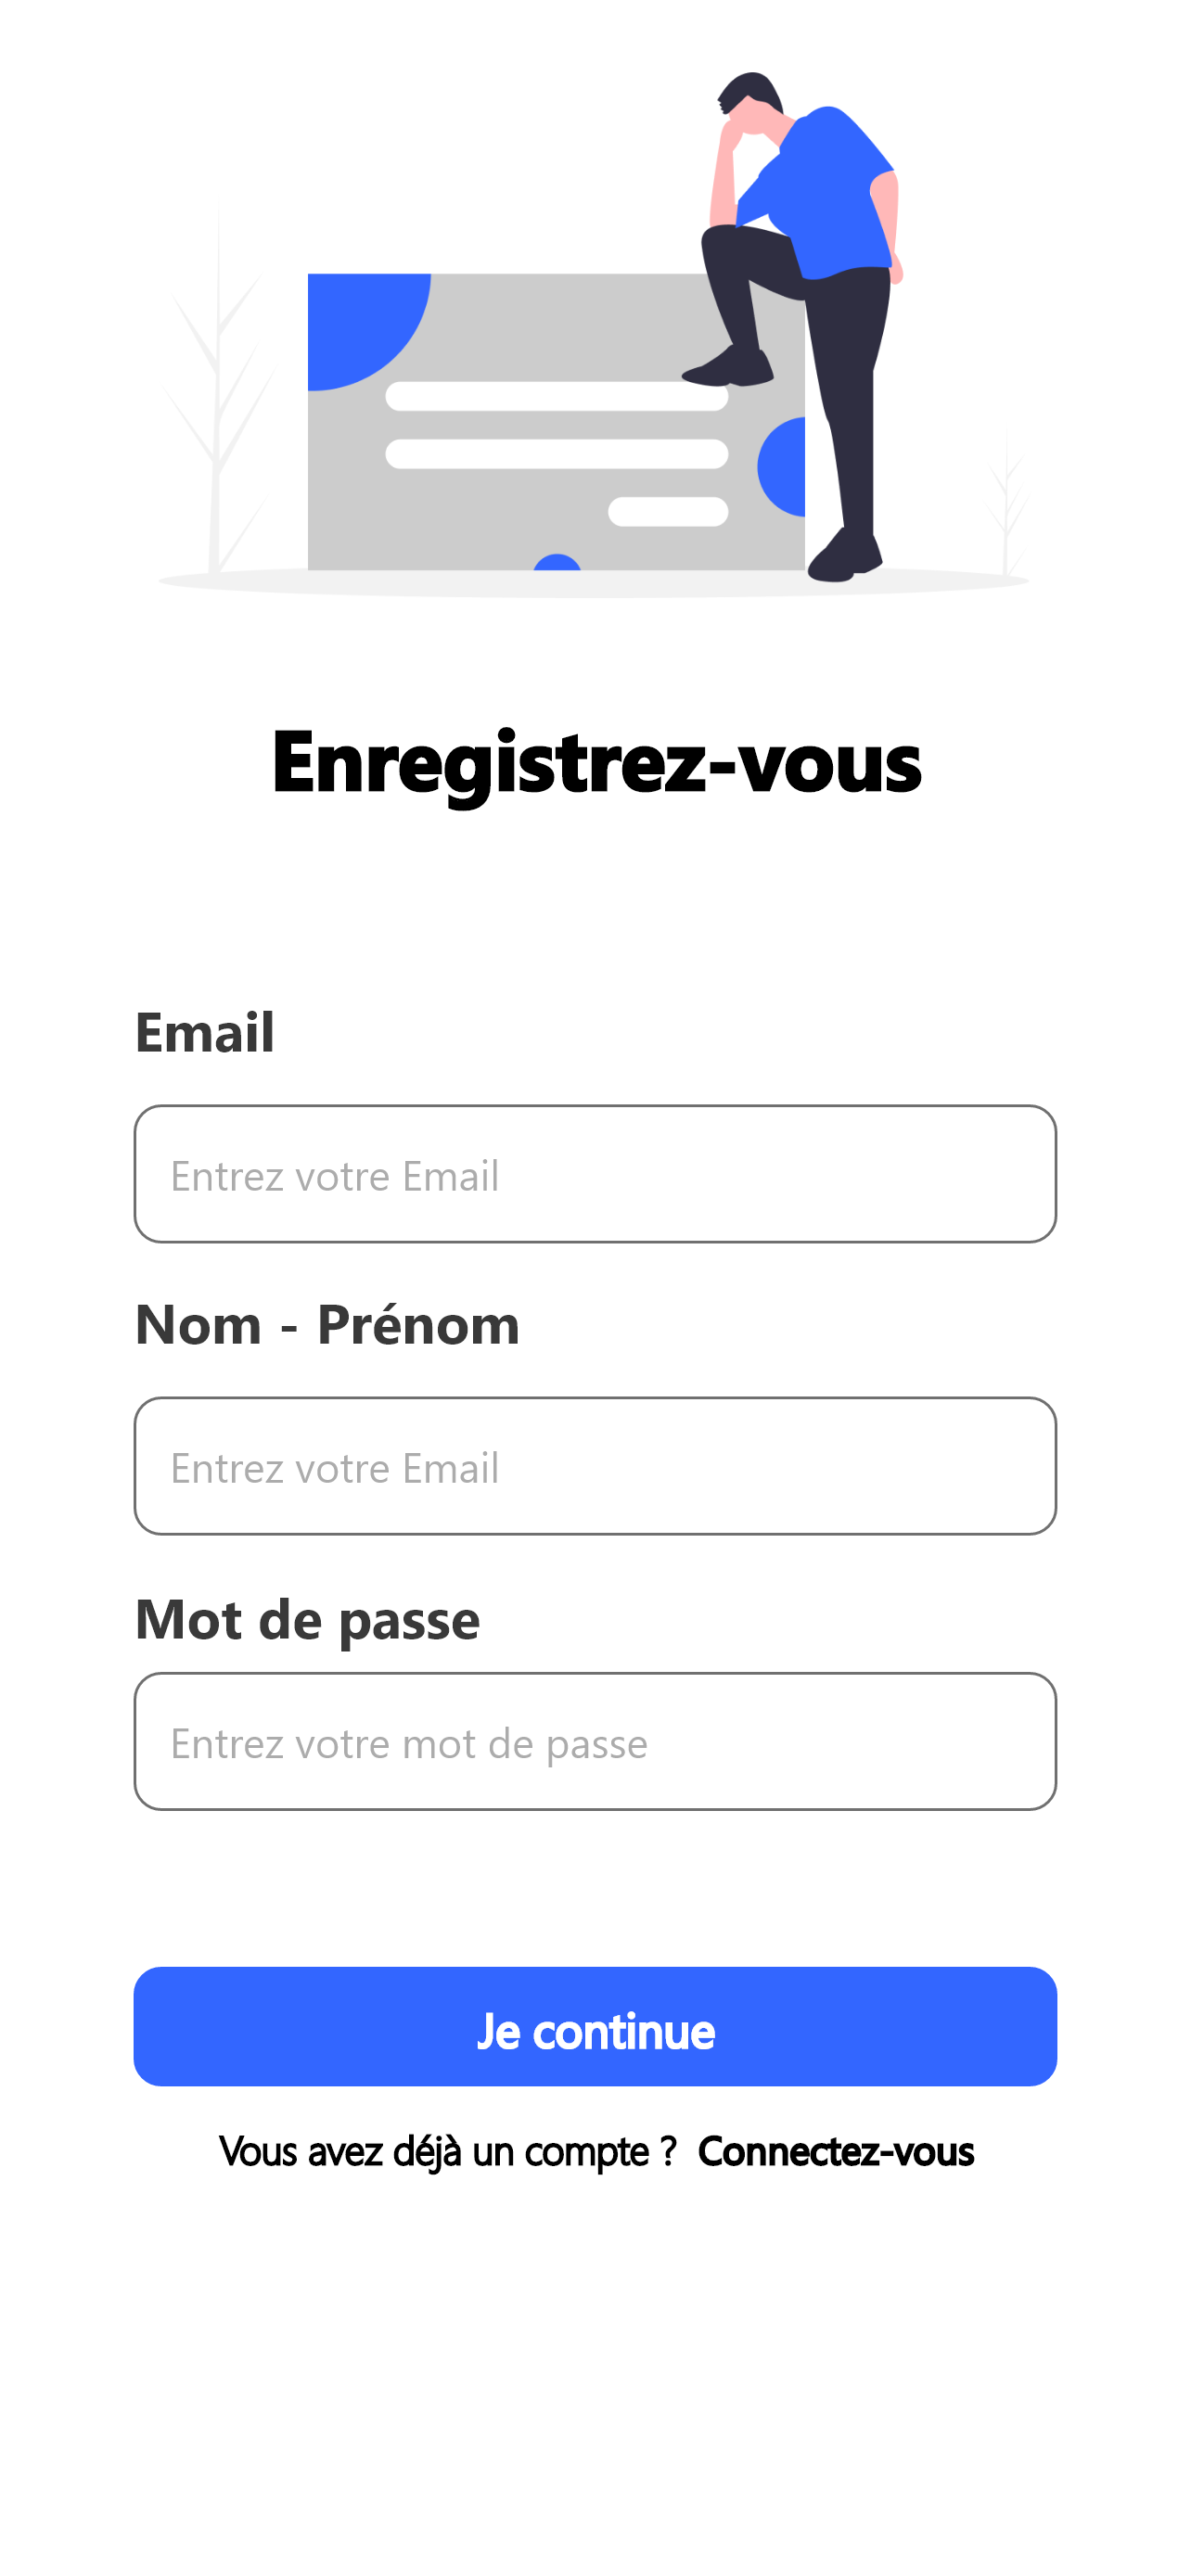 Enregistrez-vous
Email
Entrez votre Email
Nom - Prénom
Entrez votre Email
Mot de passe
Entrez votre mot de passe
Je continue
Vous avez déjà un compte ? Connectez-vous